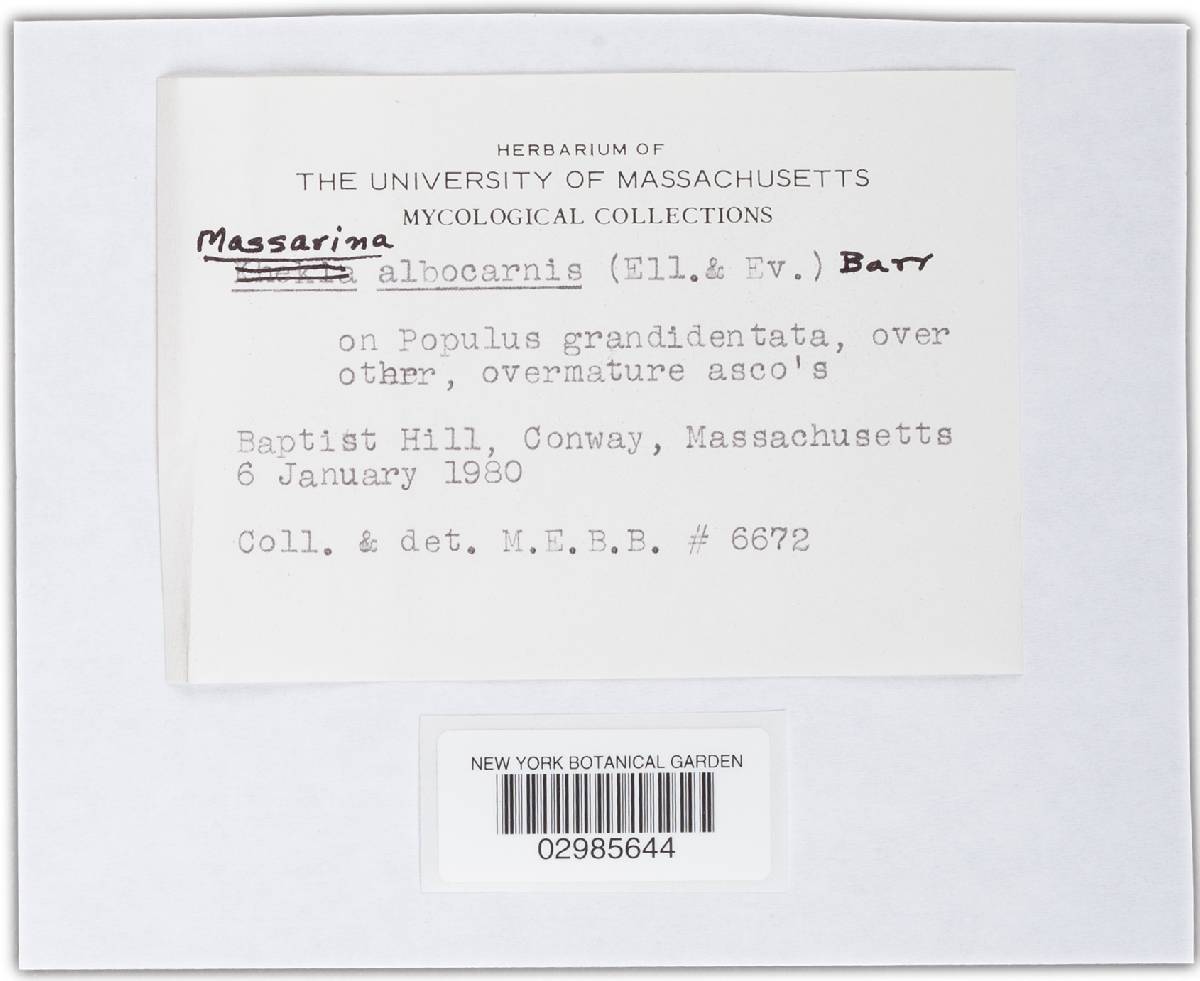 HERBARIUM OF
THE UNIVERSITY OF MASSACHUSETTS
MYCOLOGICAL COLLECTIONS
Massarina
albocarnis (Ell.& Ev.) Barr
on Populus grandidentata, over
other, overmature asco's
Baptist Hill, Conway, Massachusetts
6 January 1980
Coll. & det. M.E.B.B. # 6672
NEW YORK BOTANICAL GARDEN
02985644